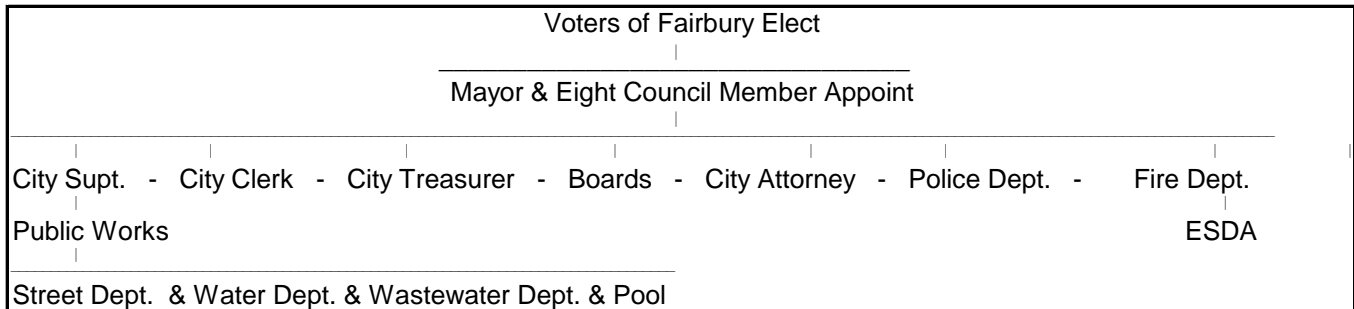 Voters of Fairbury Elect
Mayor & Eight Council Member Appoint
City Supt. - City Clerk - City Treasurer - Boards - City Attorney - Police Dept. - Fire Dept.
Public Works ESDA
Street Dept. & Water Dept. & Wastewater Dept. & Pool